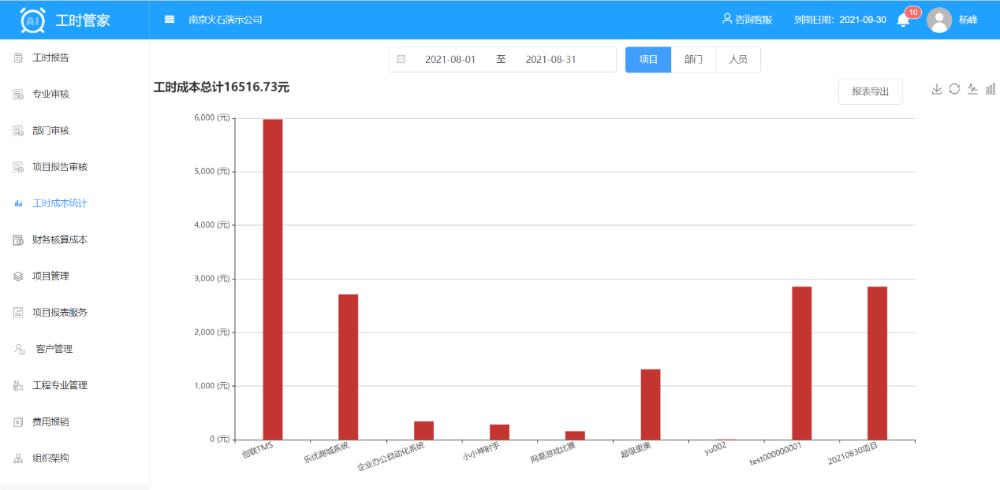 AI 工时管家
南京火石演示公司
咨询客服
到期日期：2021-09-30
10
杨峰
工时报告
专业审核
部门审核
项目报告审核
工时成本统计
财务核算成本
项目管理
项目报表服务
客户管理
工程专业管理
费用报销
组织架构
2021-08-01 至 2021-08-31
项目 部门 人员
工时成本总计16516.73元
报表导出
6,000 (元)
5,000 (元)
4,000 (元)
3,000 (元)
2,000 (元)
1,000 (元)
0 (元)
创联TMS
乐优商城系统
企业办公自动化系统
小小神射手
网易游戏比赛
超级里奥
yu002
test000000001
20210830项目